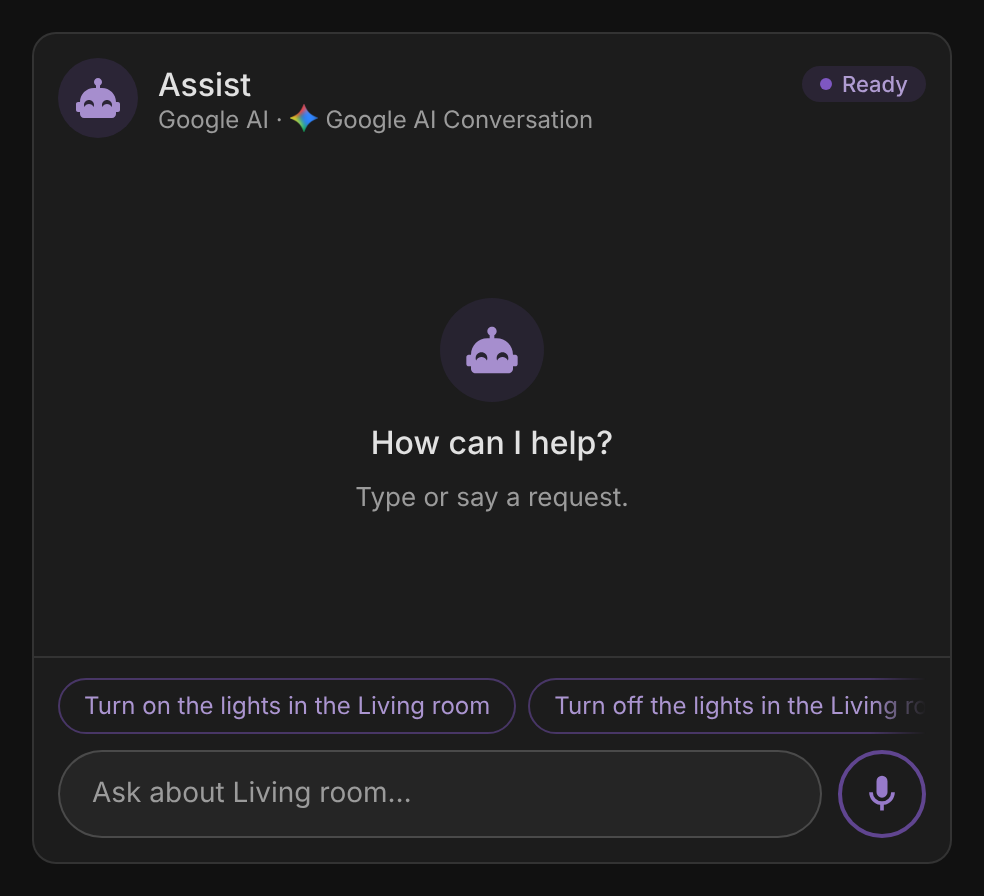 Assist
Ready
Google AI · Google AI Conversation
How can I help?
Type or say a request.
Turn on the lights in the Living room
Turn off the lights in the Living
Ask about Living room...